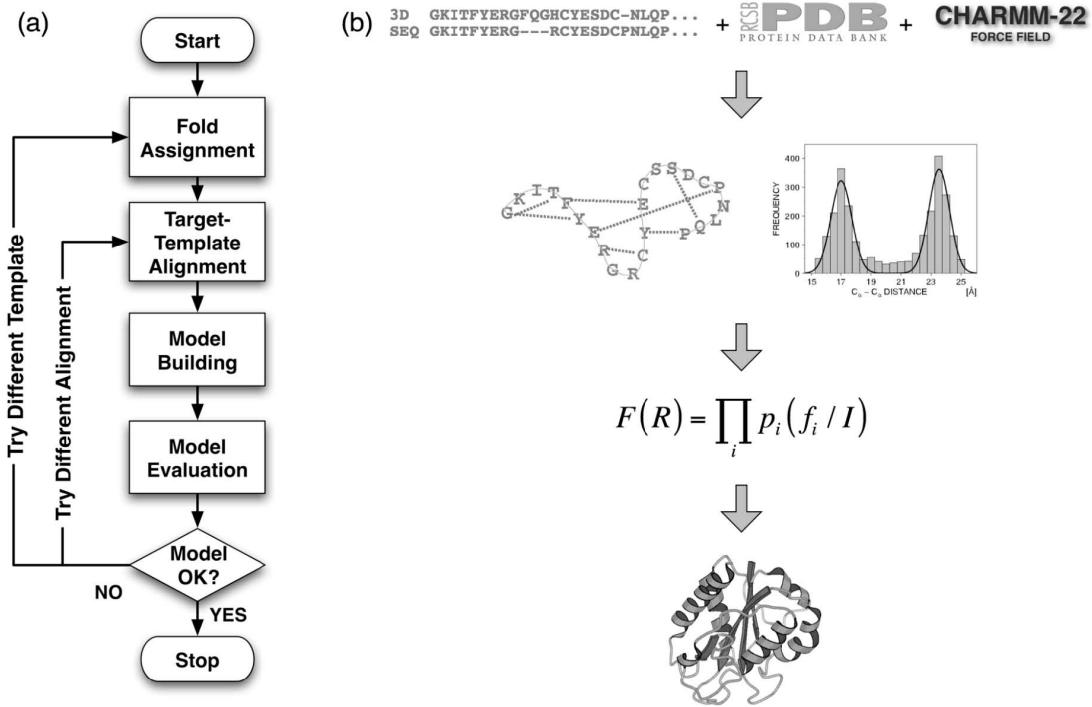 (a)
Start
Fold
Assignment
Target-
Template
Alignment
Model
Building
Model
Evaluation
Model
OK?
NO
YES
Stop
Try Different Template
Try Different Alignment
(b)
3D GKITFYERGFQGHCYESDC-NLQP...
SEQ GKITFYERG---RCYESDCPNLQP...
+
RCSB PDB
PROTEIN DATA BANK
+
CHARMM-22
FORCE FIELD
G K I T F Y E R G R C Y E C S S D C P N L Q P
FREQUENCY
400
300
200
100
0
15 17 19 21 23 25
Cα – Cα DISTANCE [Å]
F(R) = ∏ᵢ pᵢ(fᵢ / I)